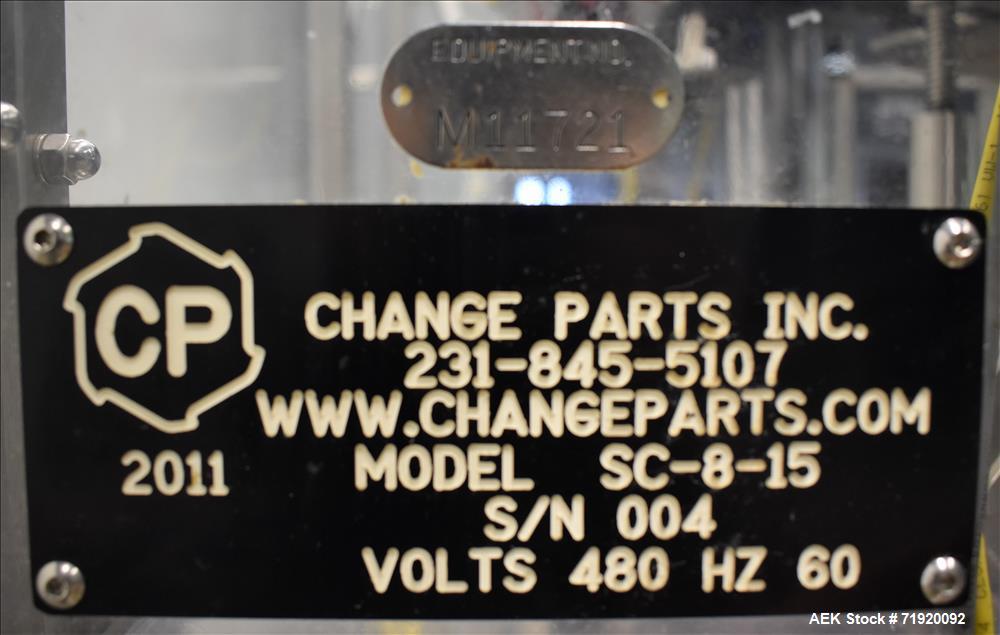 EQUIPMENT NO.
M11721
CP
2011
CHANGE PARTS INC.
231-845-5107
WWW.CHANGEPARTS.COM
MODEL SC-8-15
S/N 004
VOLTS 480 HZ 60
AEK Stock # 71920092